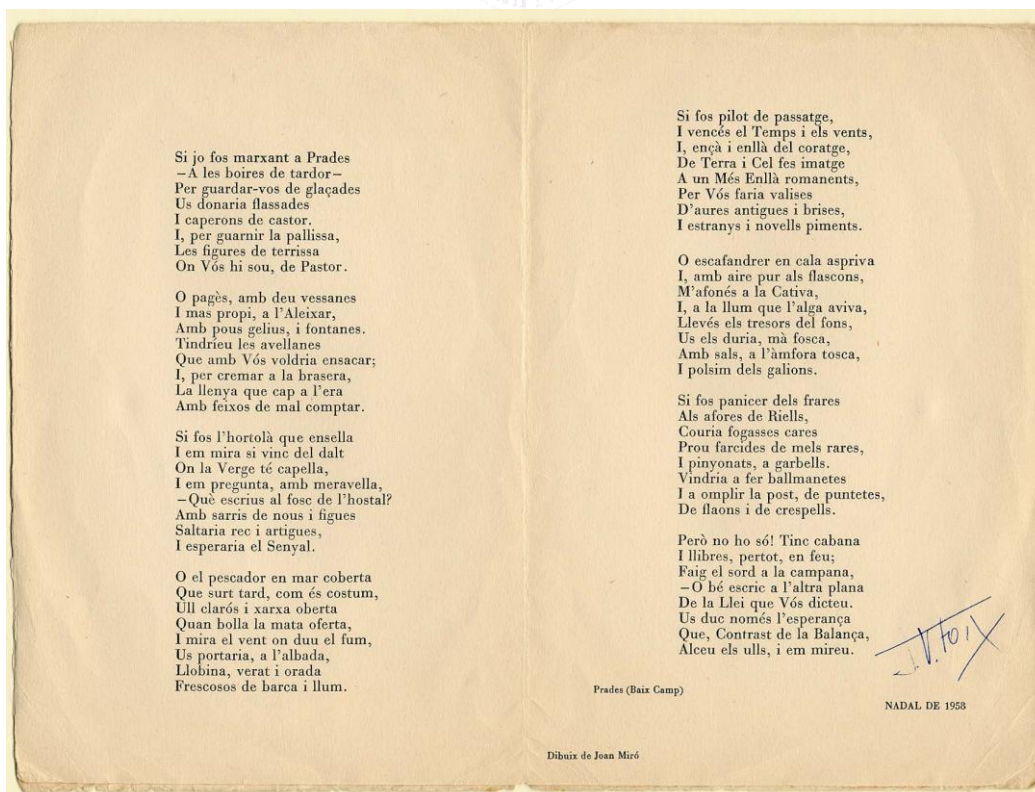 Si jo fos marxant a Prades
—A les boires de tardor—
Per guardar-vos de glaçades
Us donaria flassades
I caperons de castor.
I, per guarnir la pallissa,
Les figures de terrissa
On Vós hi sou, de Pastor.
O pagès, amb deu vessanes
I mas propi, a l'Aleixar,
Amb pous gelius, i fontanes.
Tindríeu les avellanes
Que amb Vós voldria ensacar;
I, per cremar a la brasera,
La llenya que cap a l'era
Amb feixos de mal comptar.
Si fos l'hortolà que ensella
I em mira si vinc del dalt
On la Verge té capella,
I em pregunta, amb meravella,
—Què escrius al fosc de l'hostal?
Amb sarris de nous i figues
Saltaria rec i artigues,
I esperaria el Senyal.
O el pescador en mar coberta
Que surt tard, com és costum,
Ull clarós i xarxa oberta
Quan bolla la mata oferta,
I mira el vent on duu el fum,
Us portaria, a l'albada,
Llobina, verat i orada
Frescosos de barca i llum.
Si fos pilot de passatge,
I vencés el Temps i els vents,
I, ençà i enllà del coratge,
De Terra i Cel fes imatge
A un Més Enllà romanents,
Per Vós faria valises
D'aures antigues i brises,
I estranys i novells piments.
O escafandrer en cala aspriva
I, amb aire pur als flascons,
M'afonés a la Cativa,
I, a la llum que l'alga aviva,
Llevés els tresors del fons,
Us els duria, mà fosca,
Amb sals, a l'àmfora tosca,
I polsim dels galions.
Si fos panicer dels frares
Als afores de Riells,
Couria fogasses cares
Prou farcides de mels rares,
I pinyonats, a garbells.
Vindria a fer ballmanetes
I a omplir la post, de puntetes,
De flaons i de crespells.
Però no ho só! Tinc cabana
I llibres, pertot, en feu;
Faig el sord a la campana,
—O bé escric a l'altra plana
De la Llei que Vós dicteu.
Us duc només l'esperança
Que, Contrast de la Balança,
Alceu els ulls, i em mireu.
J.V. FOIX
Prades (Baix Camp)
NADAL DE 1958
Dibuix de Joan Miró